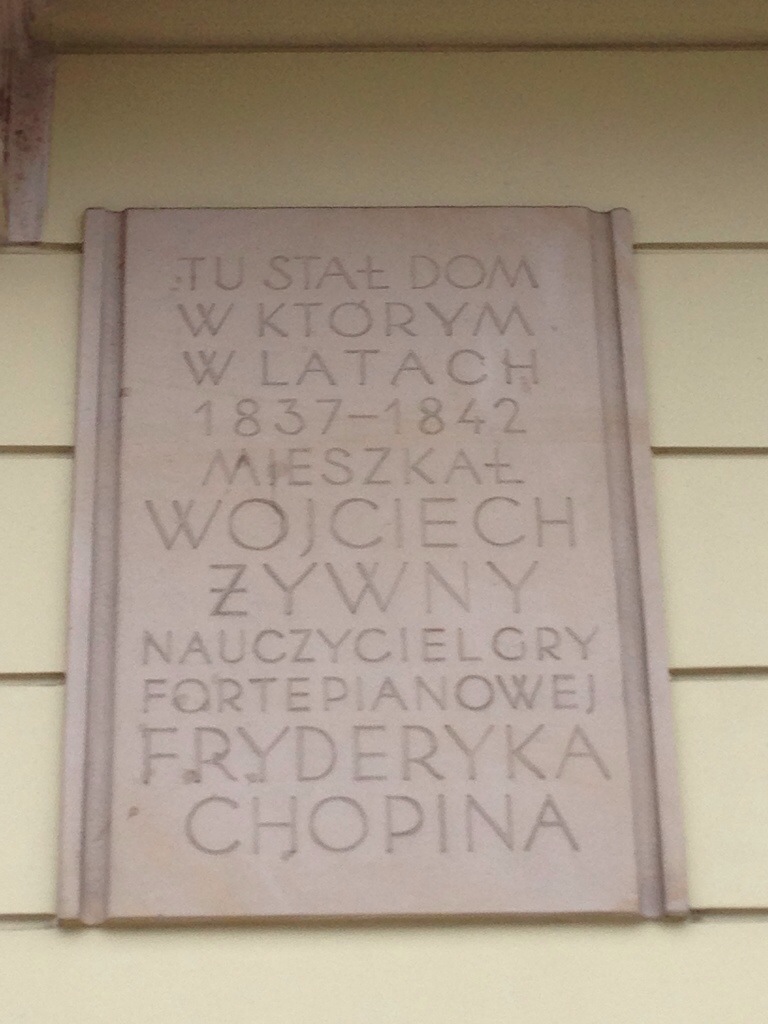 TU STAŁ DOM
W KTÓRYM
W LATACH
1837-1842
MIESZKAŁ
WOJCIECH
ŻYWNY
NAUCZYCIEL GRY
FORTEPIANOWEJ
FRYDERYKA
CHOPINA